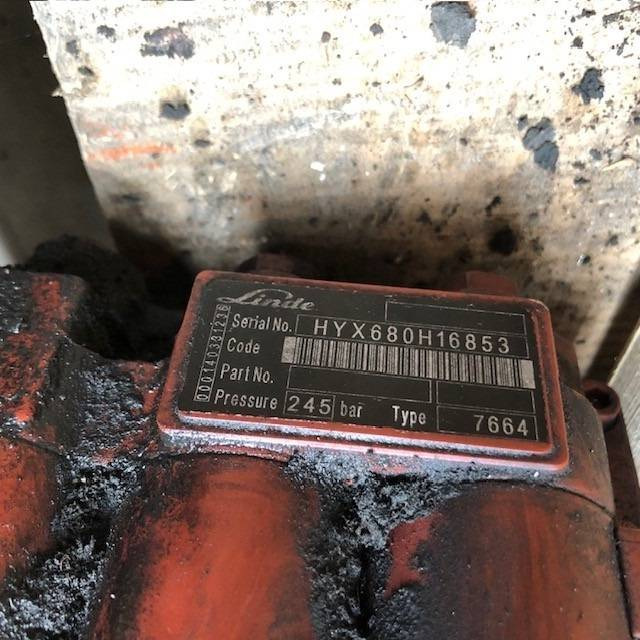 Linde
Serial No. HYX680H16853
Code
Part No.
Pressure 245 bar Type 7664